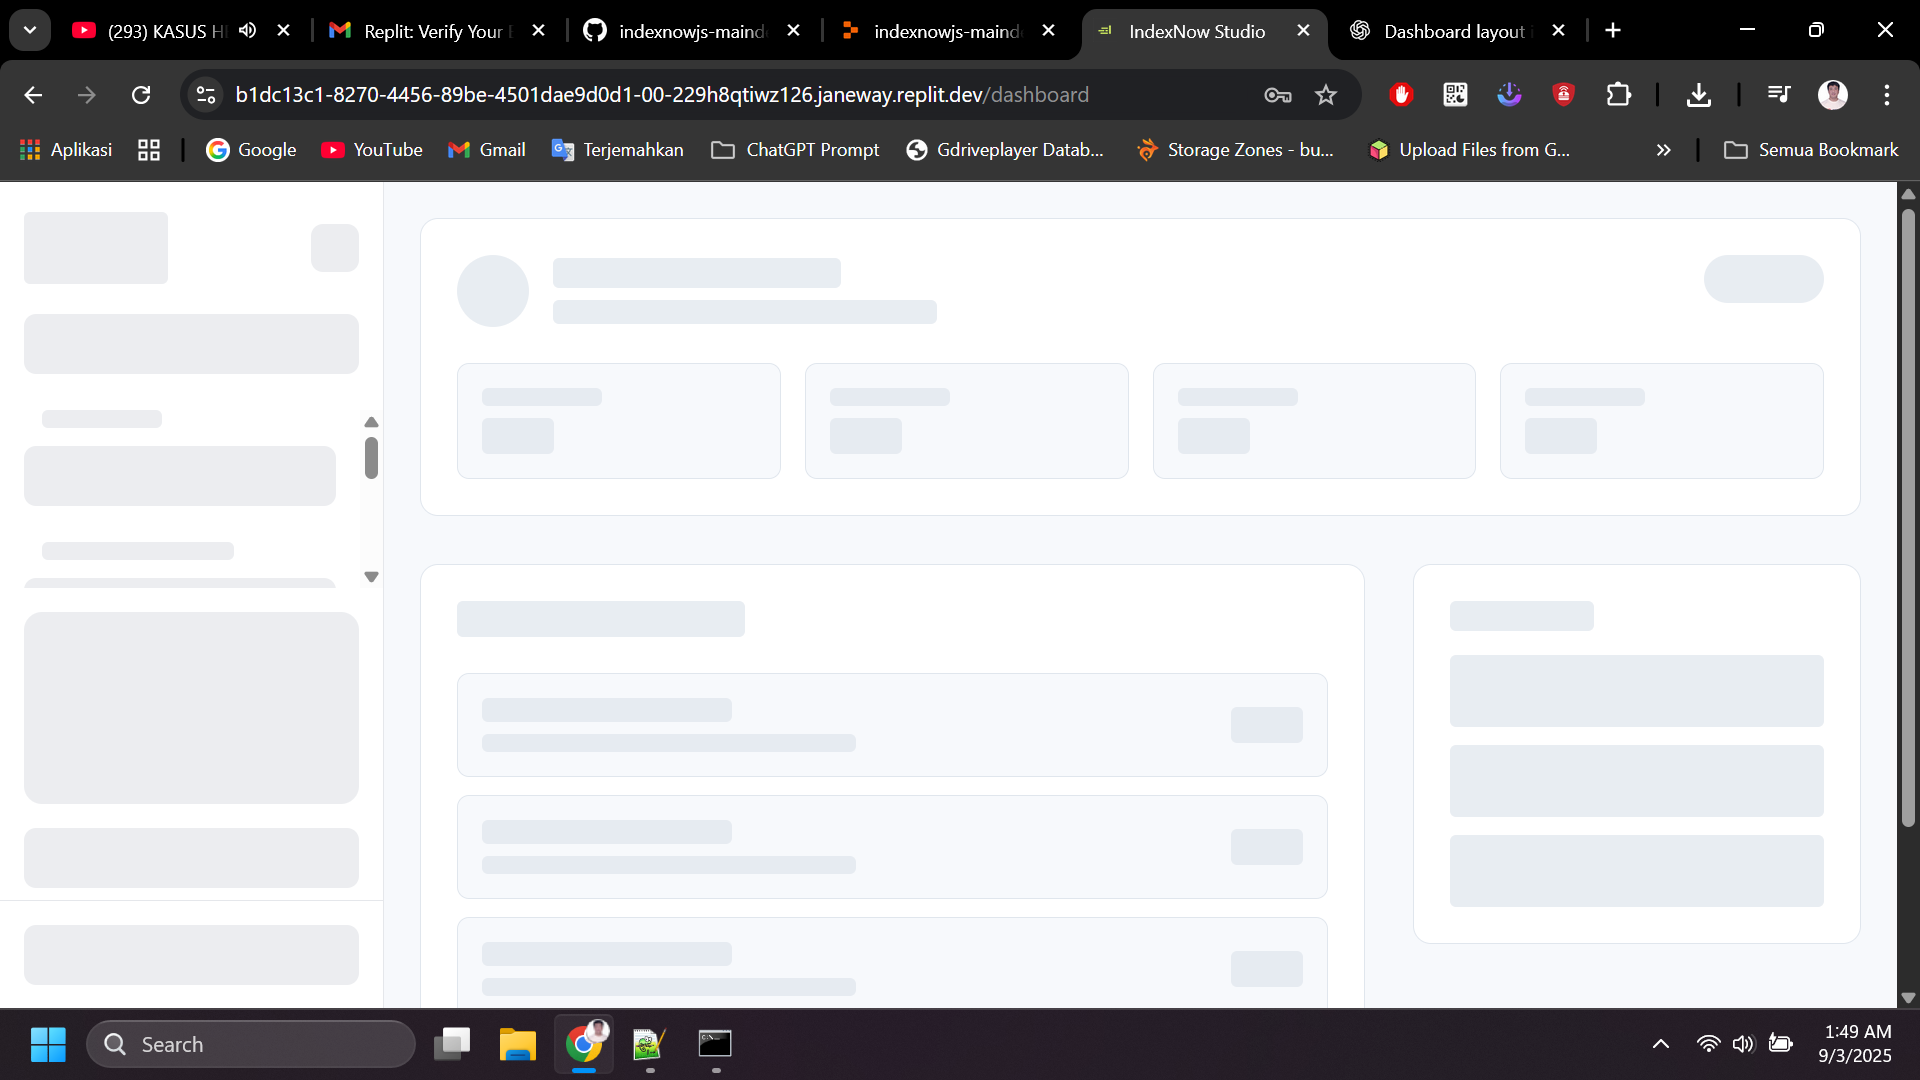 (293) KASUS H
Replit: Verify Your E
indexnowjs-maind
indexnowjs-maind
IndexNow Studio
Dashboard layout i
b1dc13c1-8270-4456-89be-4501dae9d0d1-00-229h8qtiwz126.janeway.replit.dev/dashboard
Aplikasi
Google
YouTube
Gmail
Terjemahkan
ChatGPT Prompt
Gdriveplayer Datab...
Storage Zones - bu...
Upload Files from G...
Semua Bookmark
Search
1:49 AM
9/3/2025